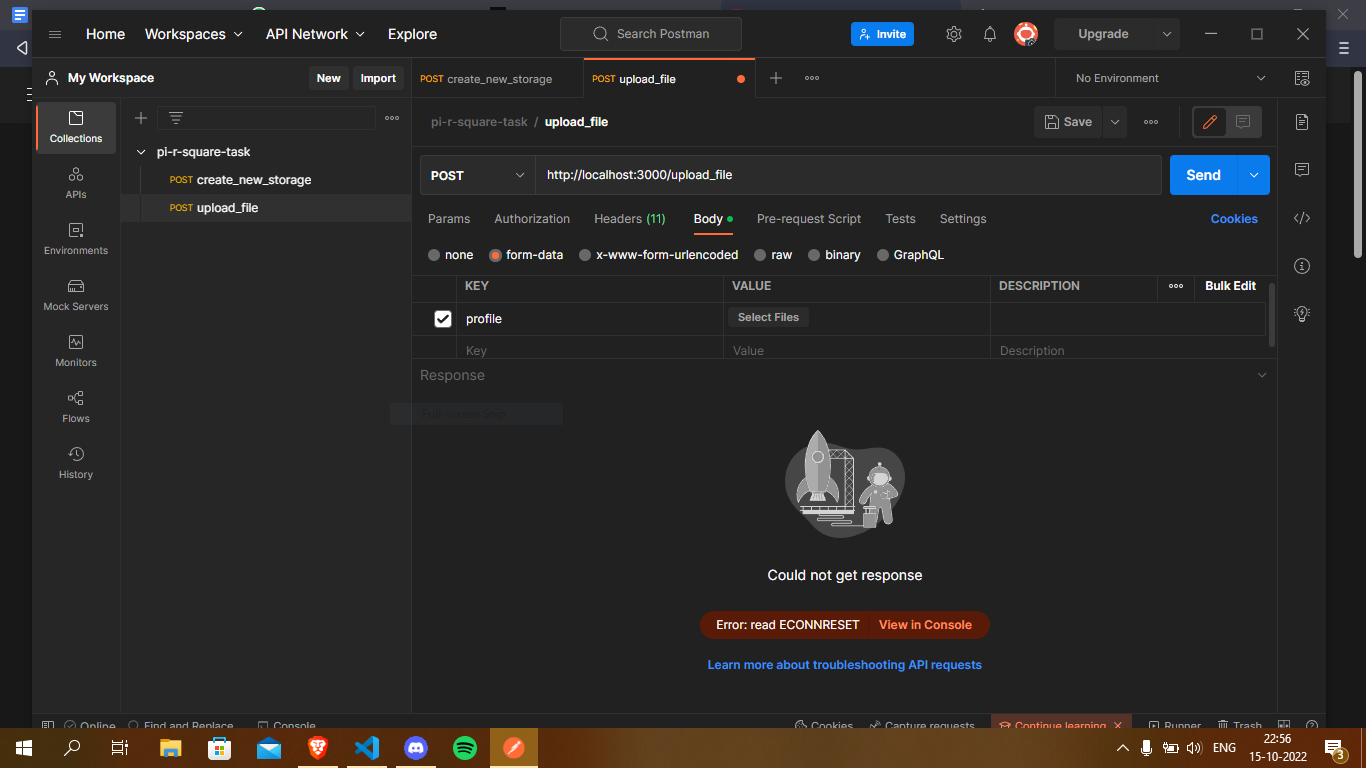 Home Workspaces API Network Explore Search Postman Invite Upgrade
My Workspace New Import POST create_new_storage POST upload_file No Environment
pi-r-square-task / upload_file Save
Collections
pi-r-square-task
POST create_new_storage
POST upload_file
APIs
Environments
Mock Servers
Monitors
Flows
History
POST http://localhost:3000/upload_file Send
Params Authorization Headers (11) Body Pre-request Script Tests Settings Cookies
none form-data x-www-form-urlencoded raw binary GraphQL
KEY VALUE DESCRIPTION Bulk Edit
profile Select Files
Key Value Description
Response
Could not get response
Error: read ECONNRESET View in Console
Learn more about troubleshooting API requests
Online Find and Replace Console Cookies Capture requests Continue learning Runner Trash
ENG 22:56
15-10-2022 3